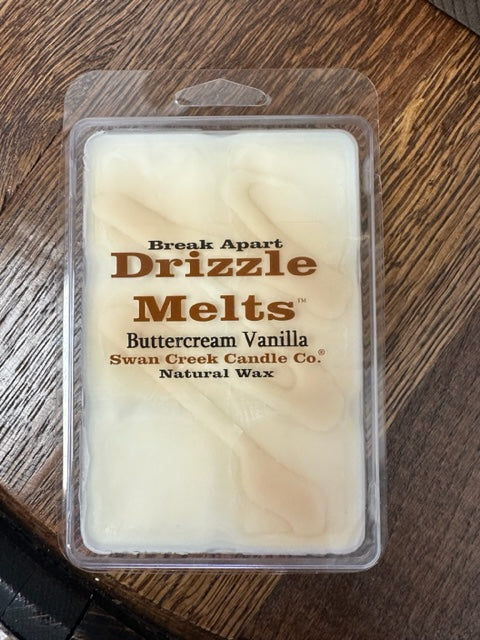 Break Apart
Drizzle
Melts™
Buttercream Vanilla
Swan Creek Candle Co.®
Natural Wax